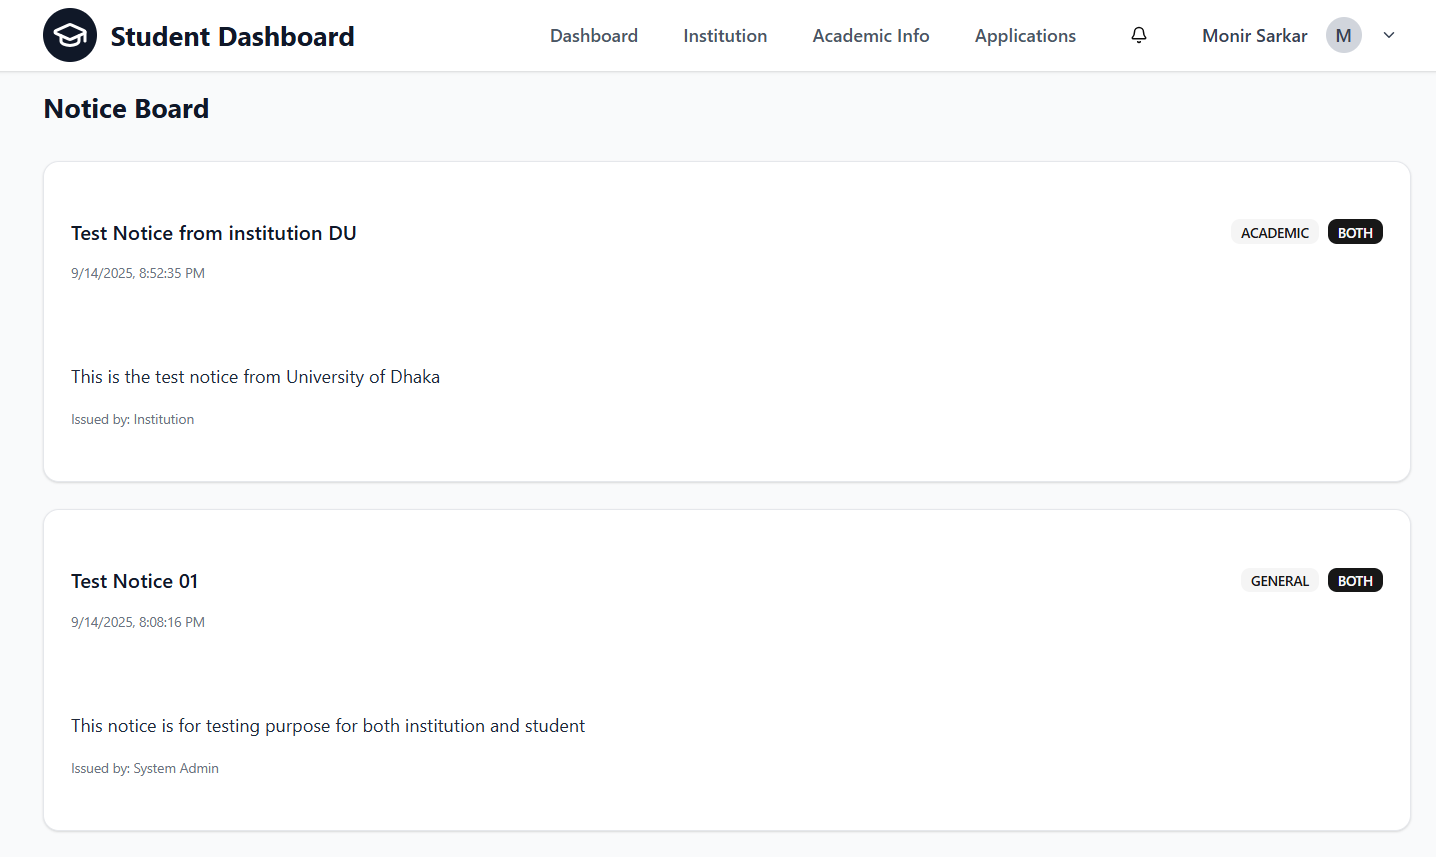 Student Dashboard
Dashboard Institution Academic Info Applications Monir Sarkar M
Notice Board
Test Notice from institution DU ACADEMIC BOTH
9/14/2025, 8:52:35 PM
This is the test notice from University of Dhaka
Issued by: Institution
Test Notice 01 GENERAL BOTH
9/14/2025, 8:08:16 PM
This notice is for testing purpose for both institution and student
Issued by: System Admin